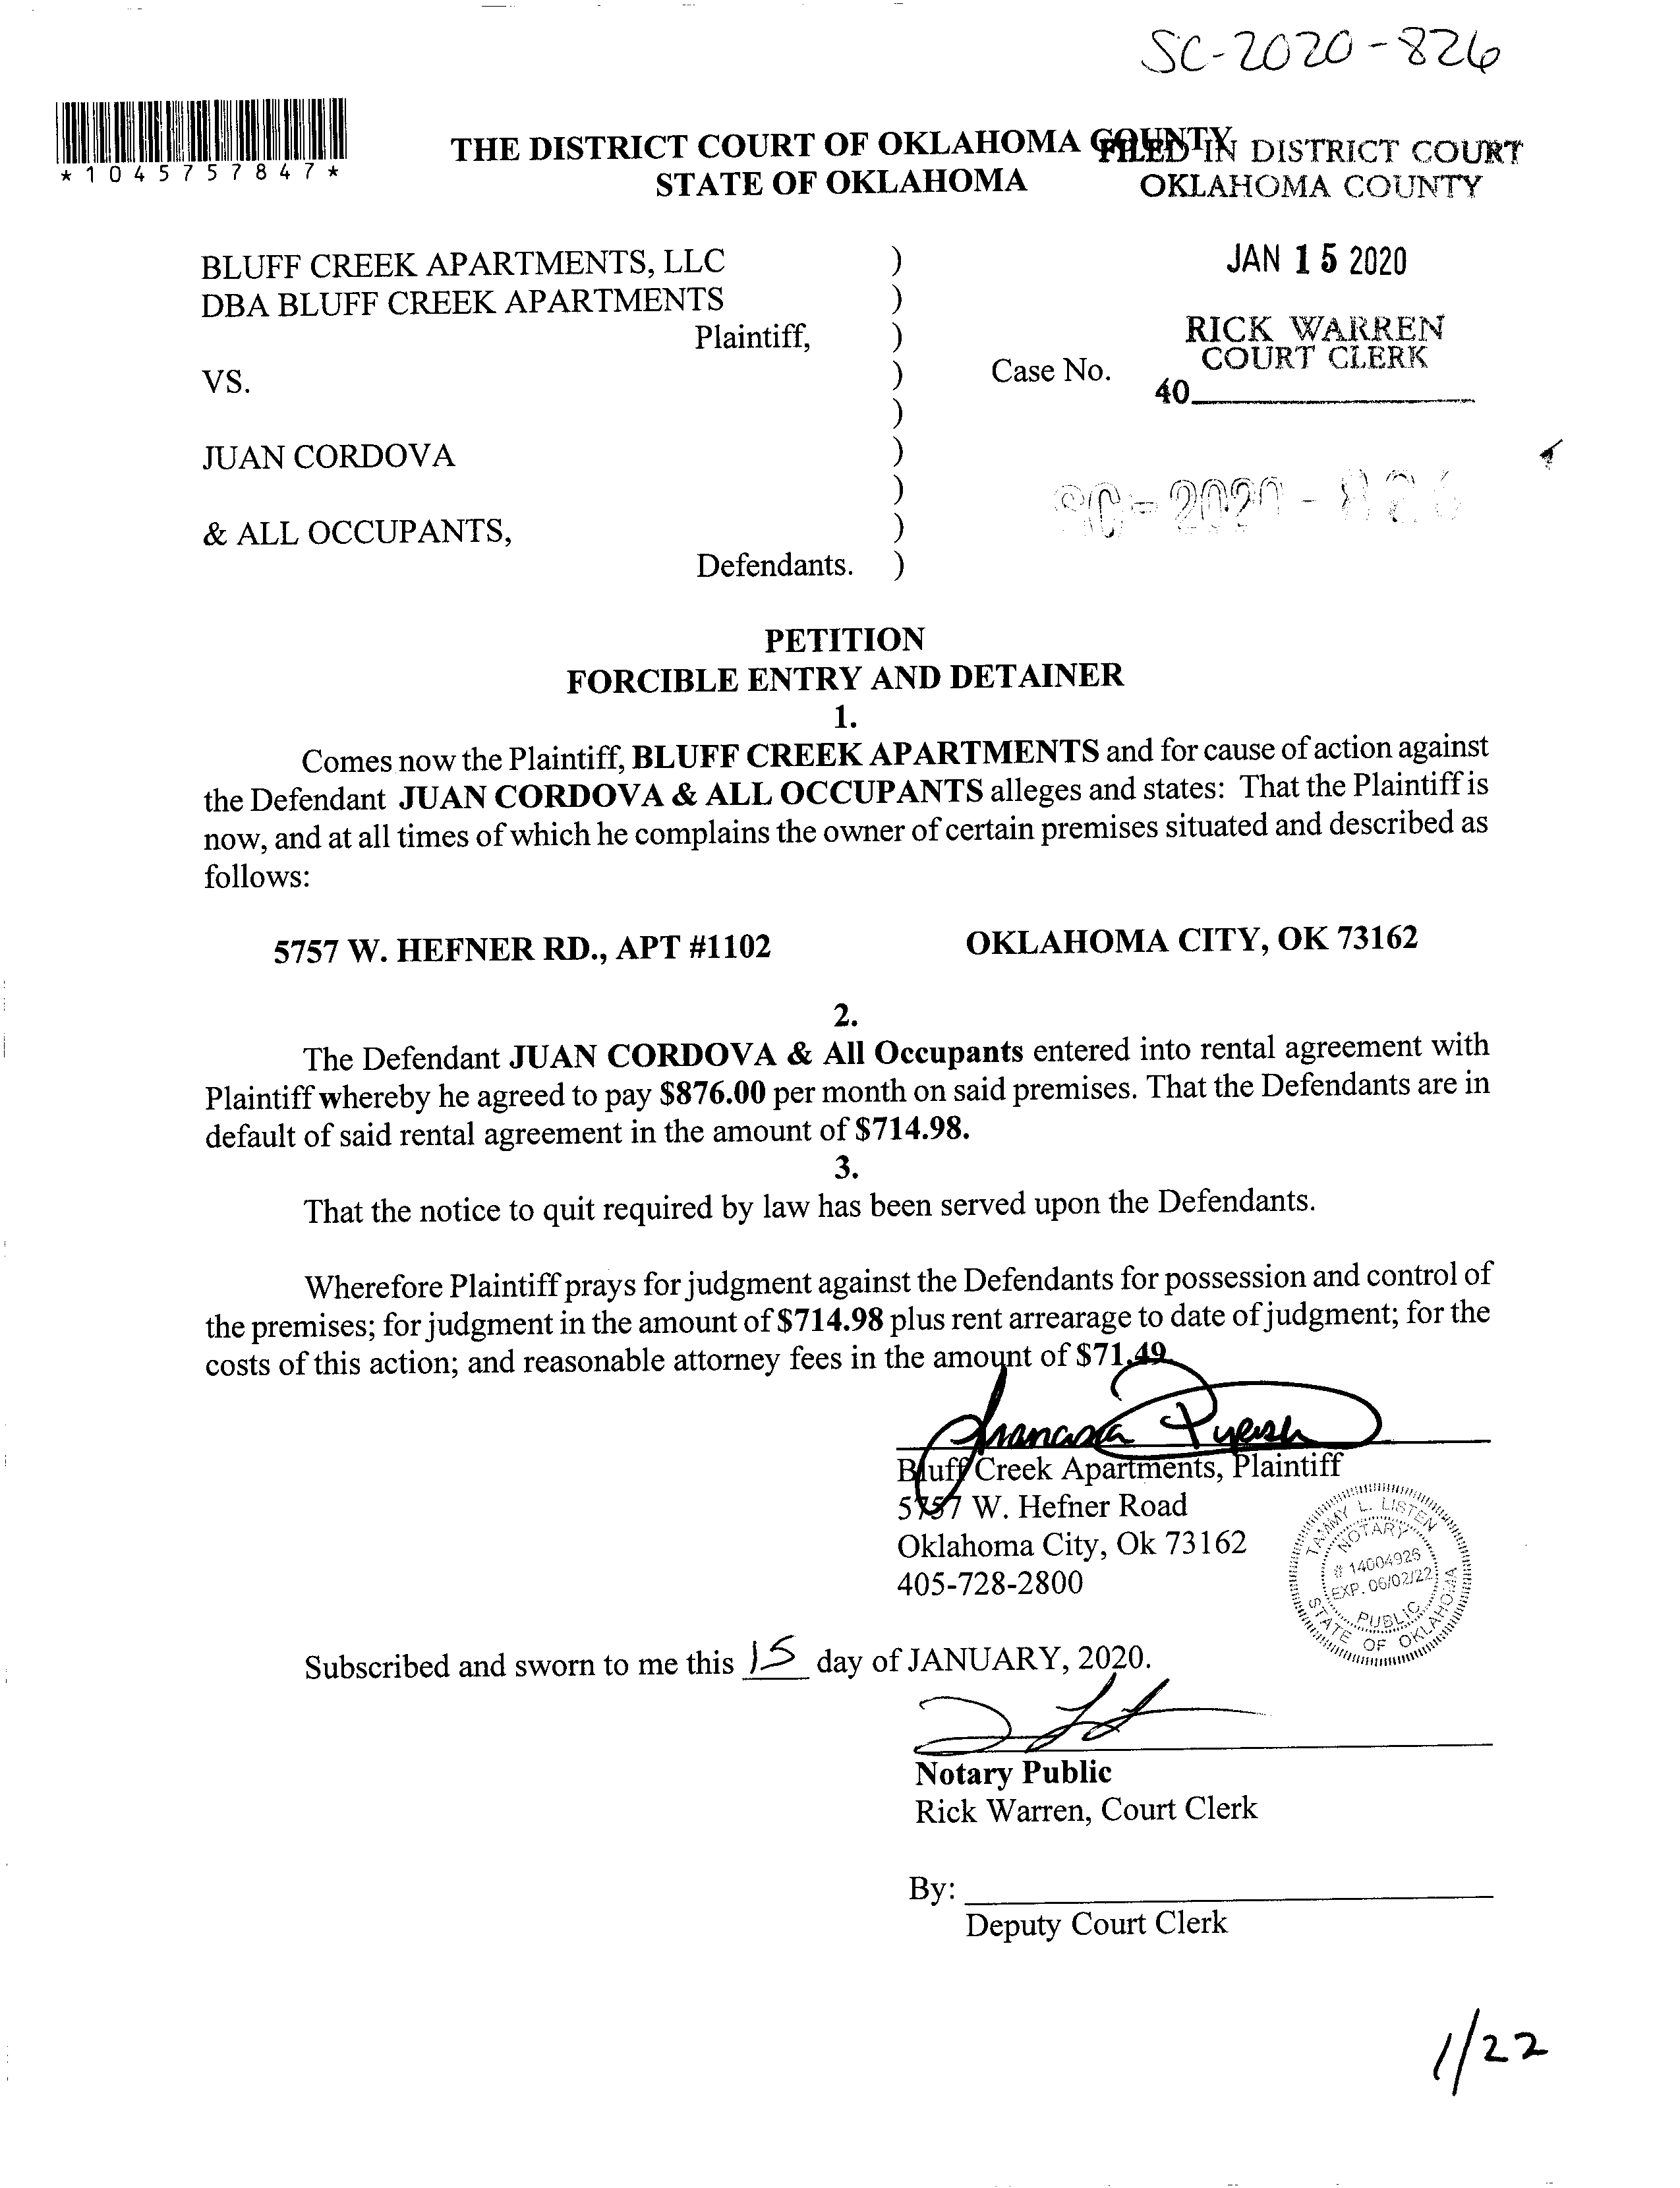 SC-2020-826
*1045757847*
THE DISTRICT COURT OF OKLAHOMA COUNTY
STATE OF OKLAHOMA
FILED IN DISTRICT COURT
OKLAHOMA COUNTY
JAN 15 2020
RICK WARREN
COURT CLERK
40
BLUFF CREEK APARTMENTS, LLC )
DBA BLUFF CREEK APARTMENTS )
Plaintiff, )
VS. ) Case No.
)
JUAN CORDOVA )
)
& ALL OCCUPANTS, )
Defendants. )
SC-2020-826
PETITION
FORCIBLE ENTRY AND DETAINER
1.
Comes now the Plaintiff, BLUFF CREEK APARTMENTS and for cause of action against
the Defendant JUAN CORDOVA & ALL OCCUPANTS alleges and states: That the Plaintiff is
now, and at all times of which he complains the owner of certain premises situated and described as
follows:
5757 W. HEFNER RD., APT #1102 OKLAHOMA CITY, OK 73162
2.
The Defendant JUAN CORDOVA & All Occupants entered into rental agreement with
Plaintiff whereby he agreed to pay $876.00 per month on said premises. That the Defendants are in
default of said rental agreement in the amount of $714.98.
3.
That the notice to quit required by law has been served upon the Defendants.
Wherefore Plaintiff prays for judgment against the Defendants for possession and control of
the premises; for judgment in the amount of $714.98 plus rent arrearage to date of judgment; for the
costs of this action; and reasonable attorney fees in the amount of $71.49.
Bluff Creek Apartments, Plaintiff
5757 W. Hefner Road
Oklahoma City, Ok 73162
405-728-2800
TAMMY L. LISTEN
NOTARY
# 14004926
EXP. 06/02/22
PUBLIC
STATE OF OKLAHOMA
Subscribed and sworn to me this 15 day of JANUARY, 2020.
Notary Public
Rick Warren, Court Clerk
By:
Deputy Court Clerk
1/22